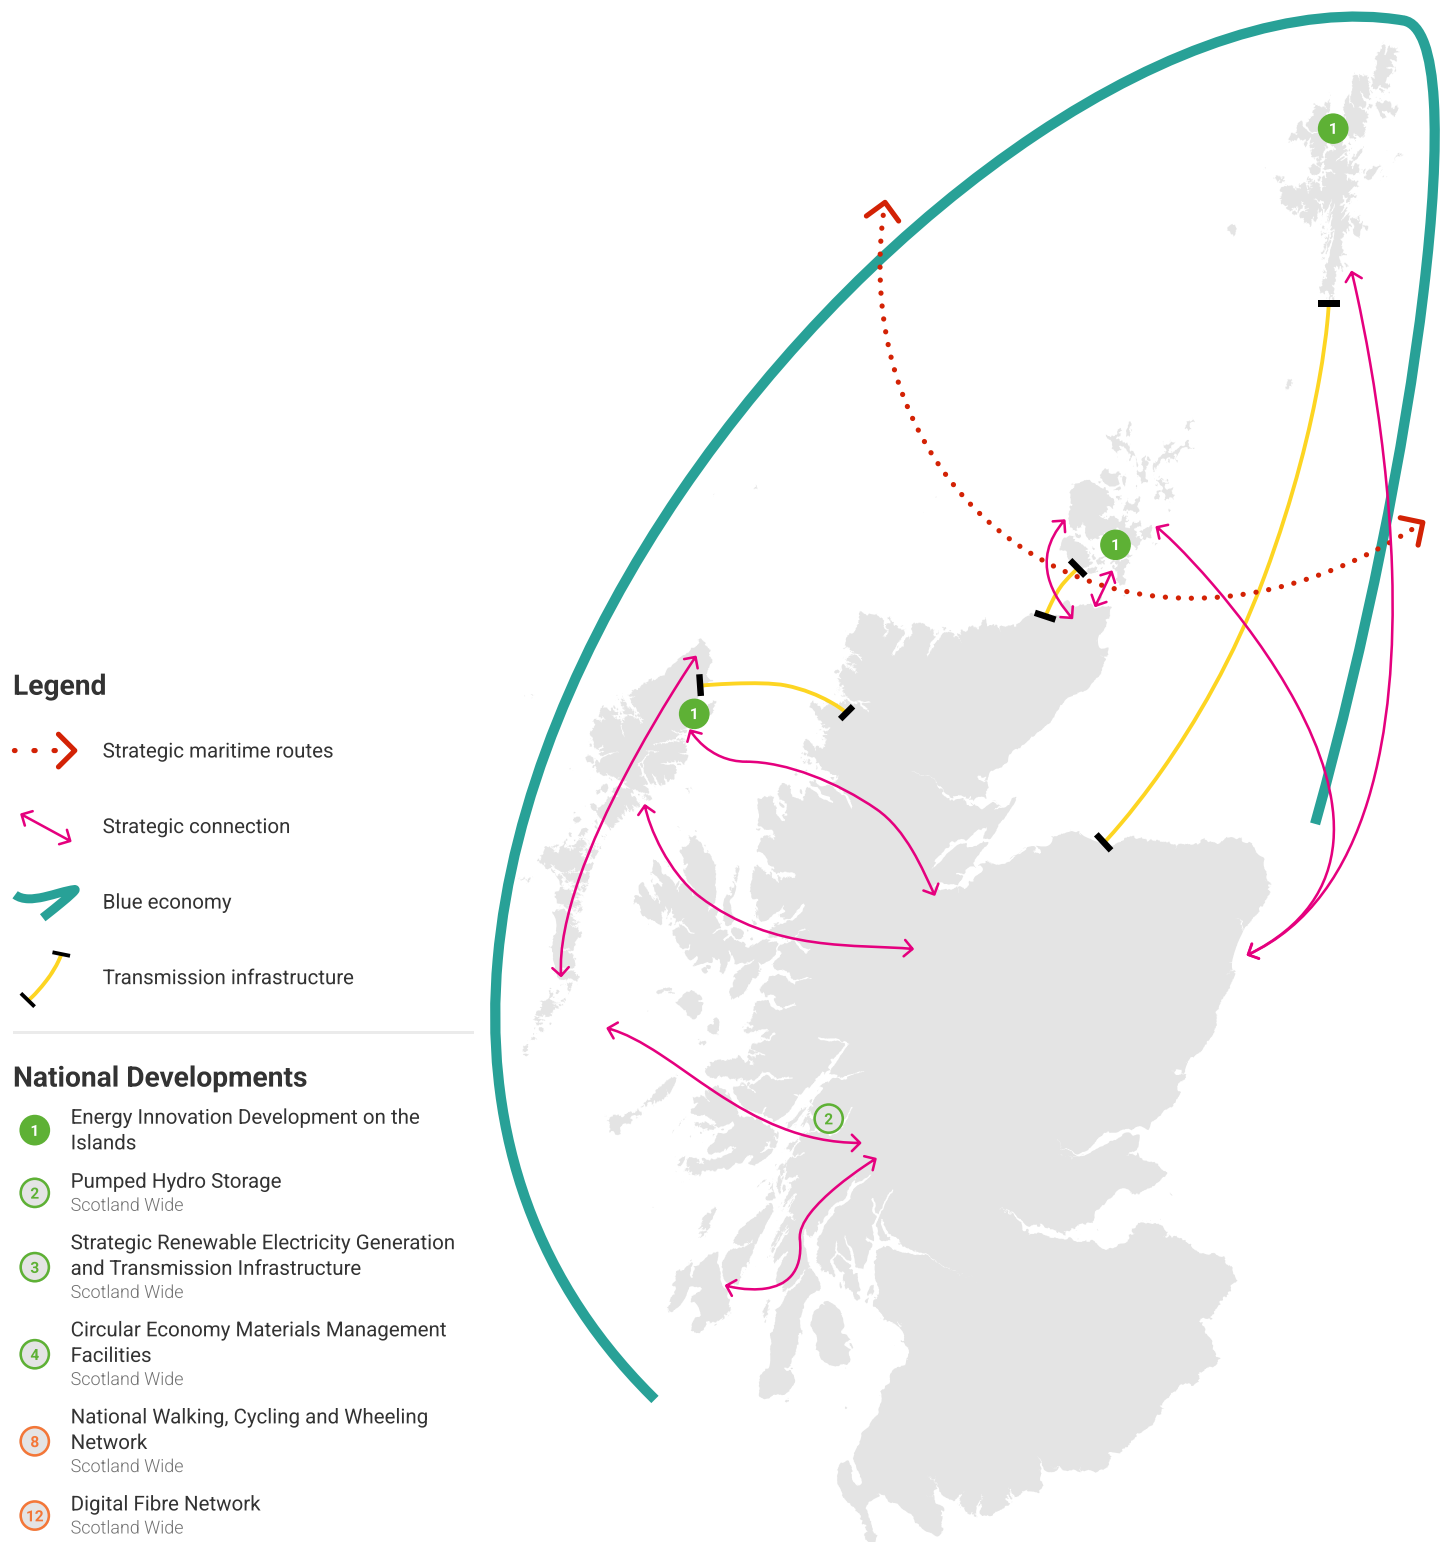 1
1
1
2
Legend
Strategic maritime routes
Strategic connection
Blue economy
Transmission infrastructure
National Developments
1 Energy Innovation Development on the
Islands
2 Pumped Hydro Storage
Scotland Wide
3 Strategic Renewable Electricity Generation
and Transmission Infrastructure
Scotland Wide
4 Circular Economy Materials Management
Facilities
Scotland Wide
8 National Walking, Cycling and Wheeling
Network
Scotland Wide
12 Digital Fibre Network
Scotland Wide